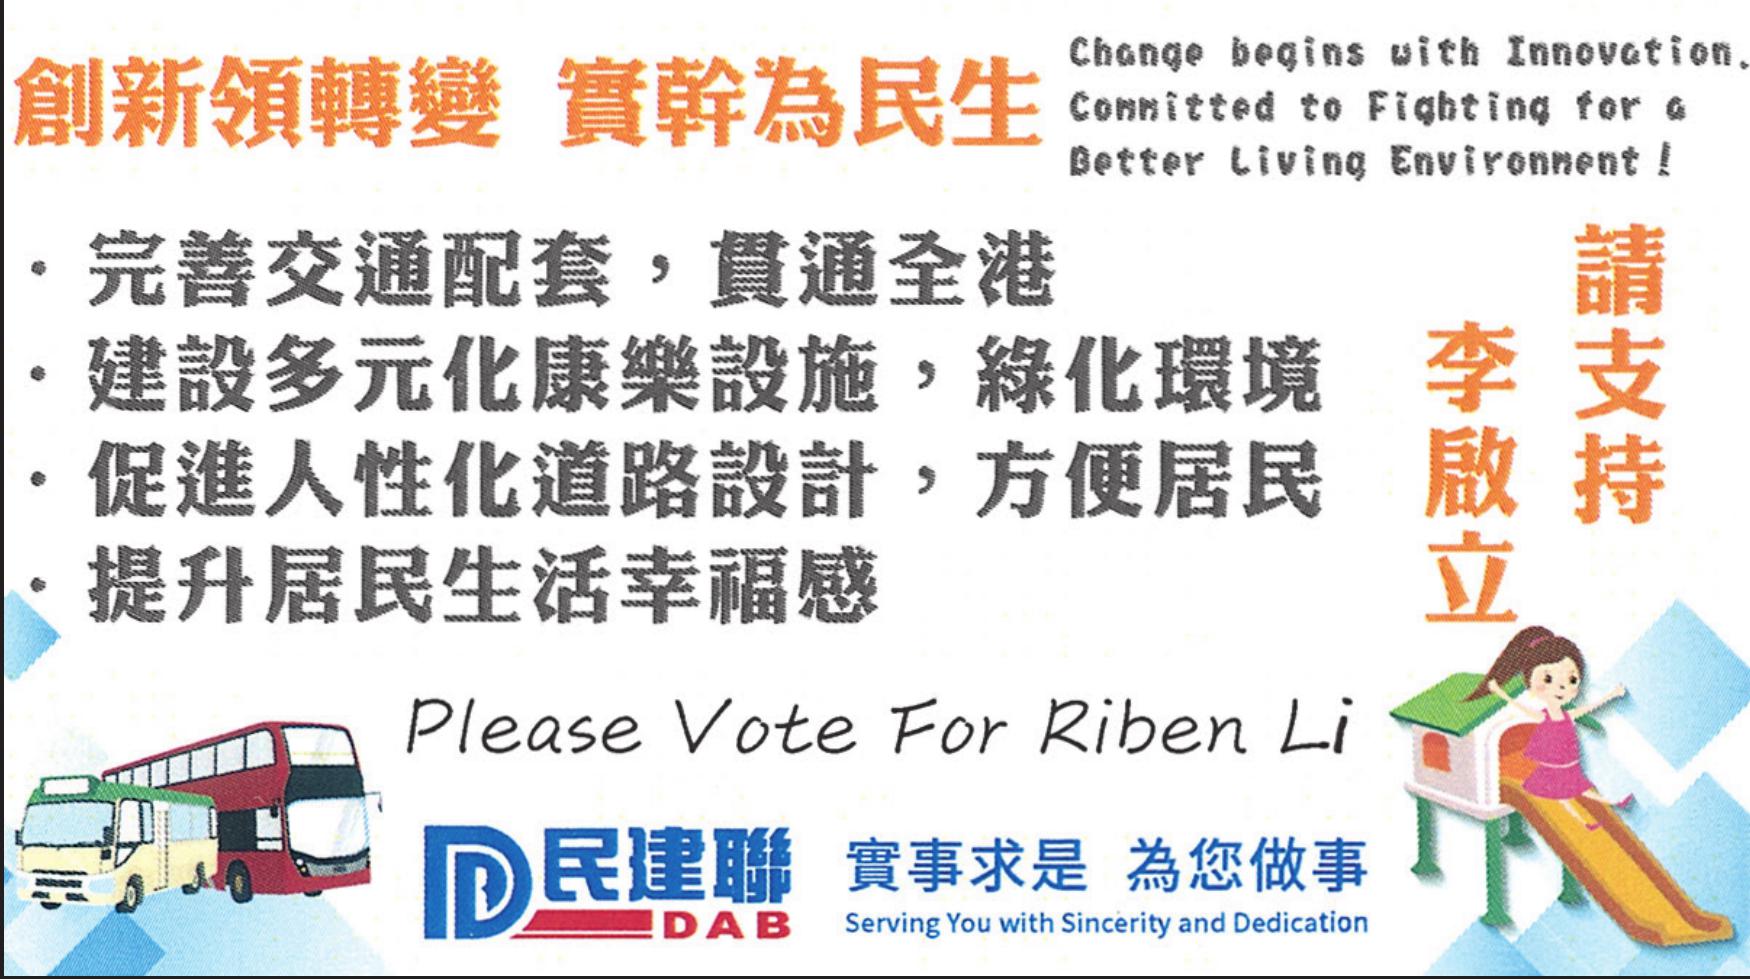 創新領轉變 實幹為民生
Change begins with Innovation.
Committed to Fighting for a
Better Living Environment!
· 完善交通配套，貫通全港
· 建設多元化康樂設施，綠化環境
· 促進人性化道路設計，方便居民
· 提升居民生活幸福感
請支持
李啟立
Please Vote For Riben Li
民建聯
DAB
實事求是 為您做事
Serving You with Sincerity and Dedication